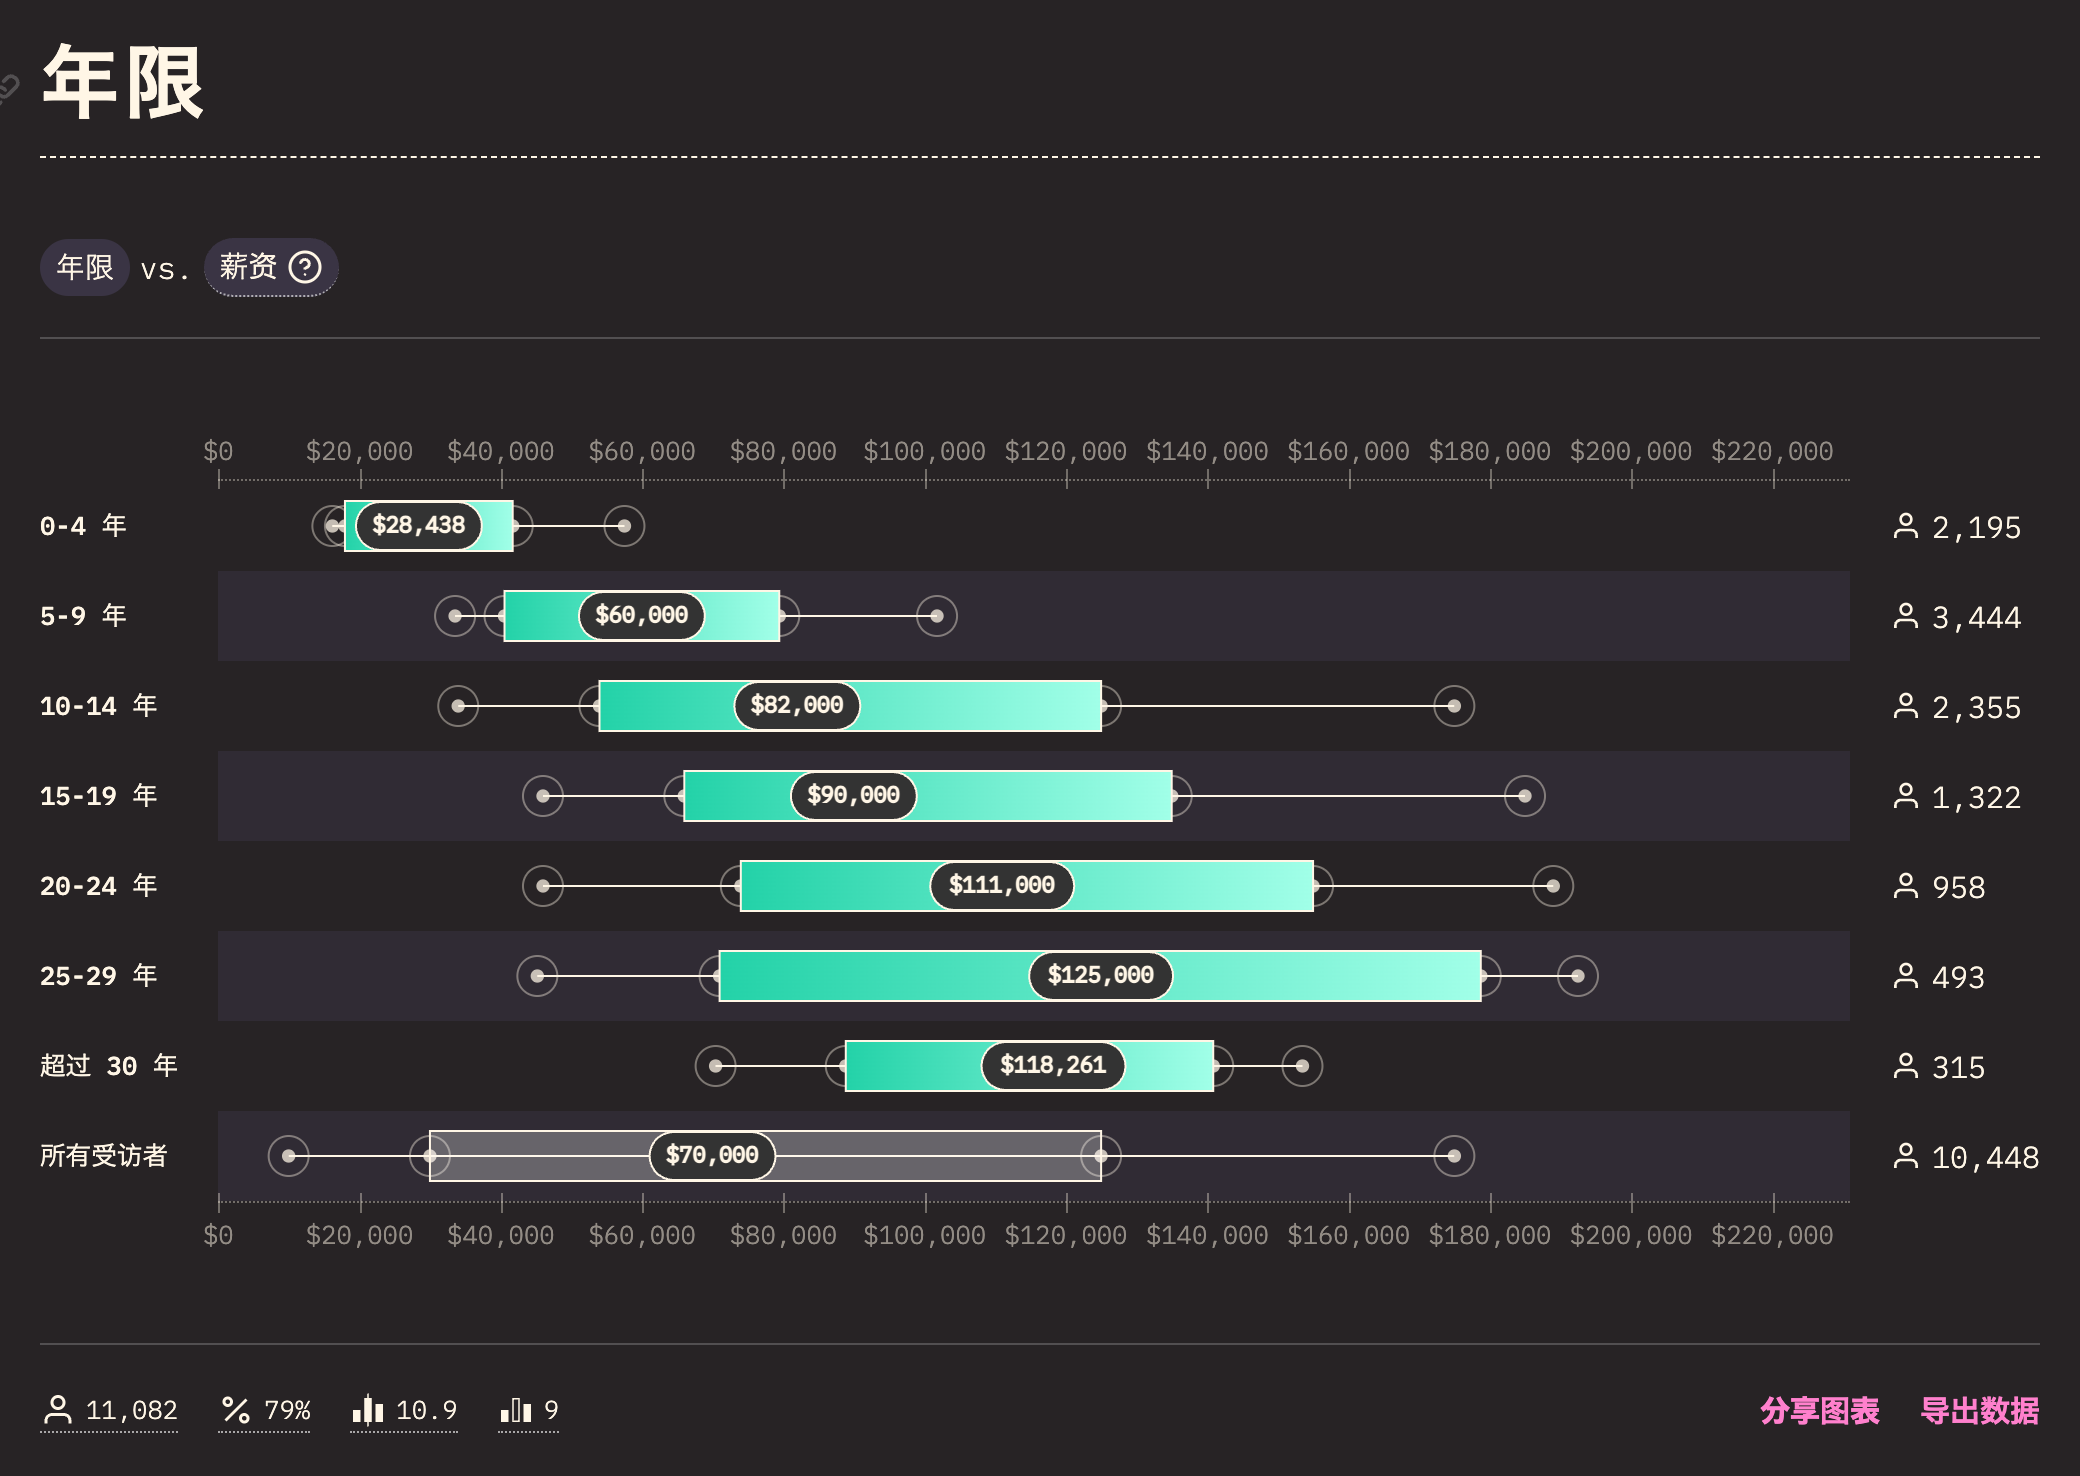 年限
年限 vs. 薪资
$0 $20,000 $40,000 $60,000 $80,000 $100,000 $120,000 $140,000 $160,000 $180,000 $200,000 $220,000
0-4 年 $28,438 2,195
5-9 年 $60,000 3,444
10-14 年 $82,000 2,355
15-19 年 $90,000 1,322
20-24 年 $111,000 958
25-29 年 $125,000 493
超过 30 年 $118,261 315
所有受访者 $70,000 10,448
$0 $20,000 $40,000 $60,000 $80,000 $100,000 $120,000 $140,000 $160,000 $180,000 $200,000 $220,000
11,082 79% 10.9 9 分享图表 导出数据